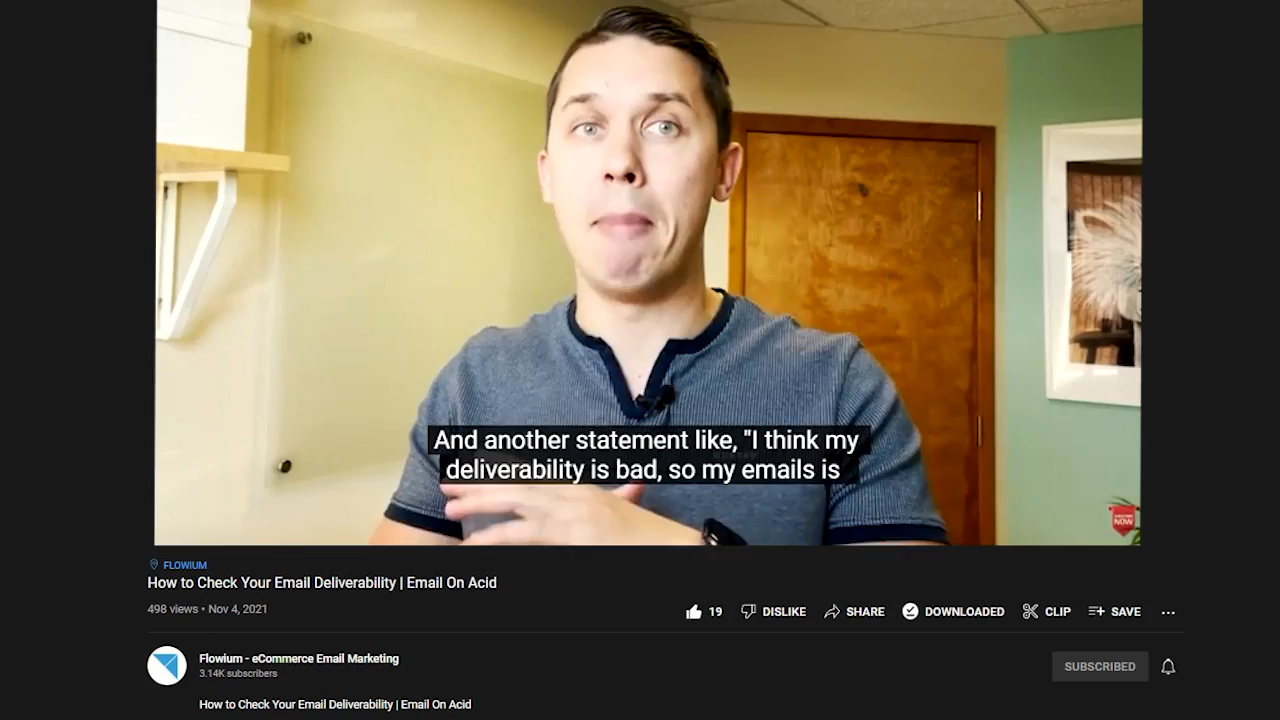 And another statement like, "I think my
deliverability is bad, so my emails is
NOW
FLOWIUM
How to Check Your Email Deliverability | Email On Acid
498 views • Nov 4, 2021
19 DISLIKE SHARE DOWNLOADED CLIP SAVE ...
Flowium - eCommerce Email Marketing
3.14K subscribers
SUBSCRIBED
How to Check Your Email Deliverability | Email On Acid